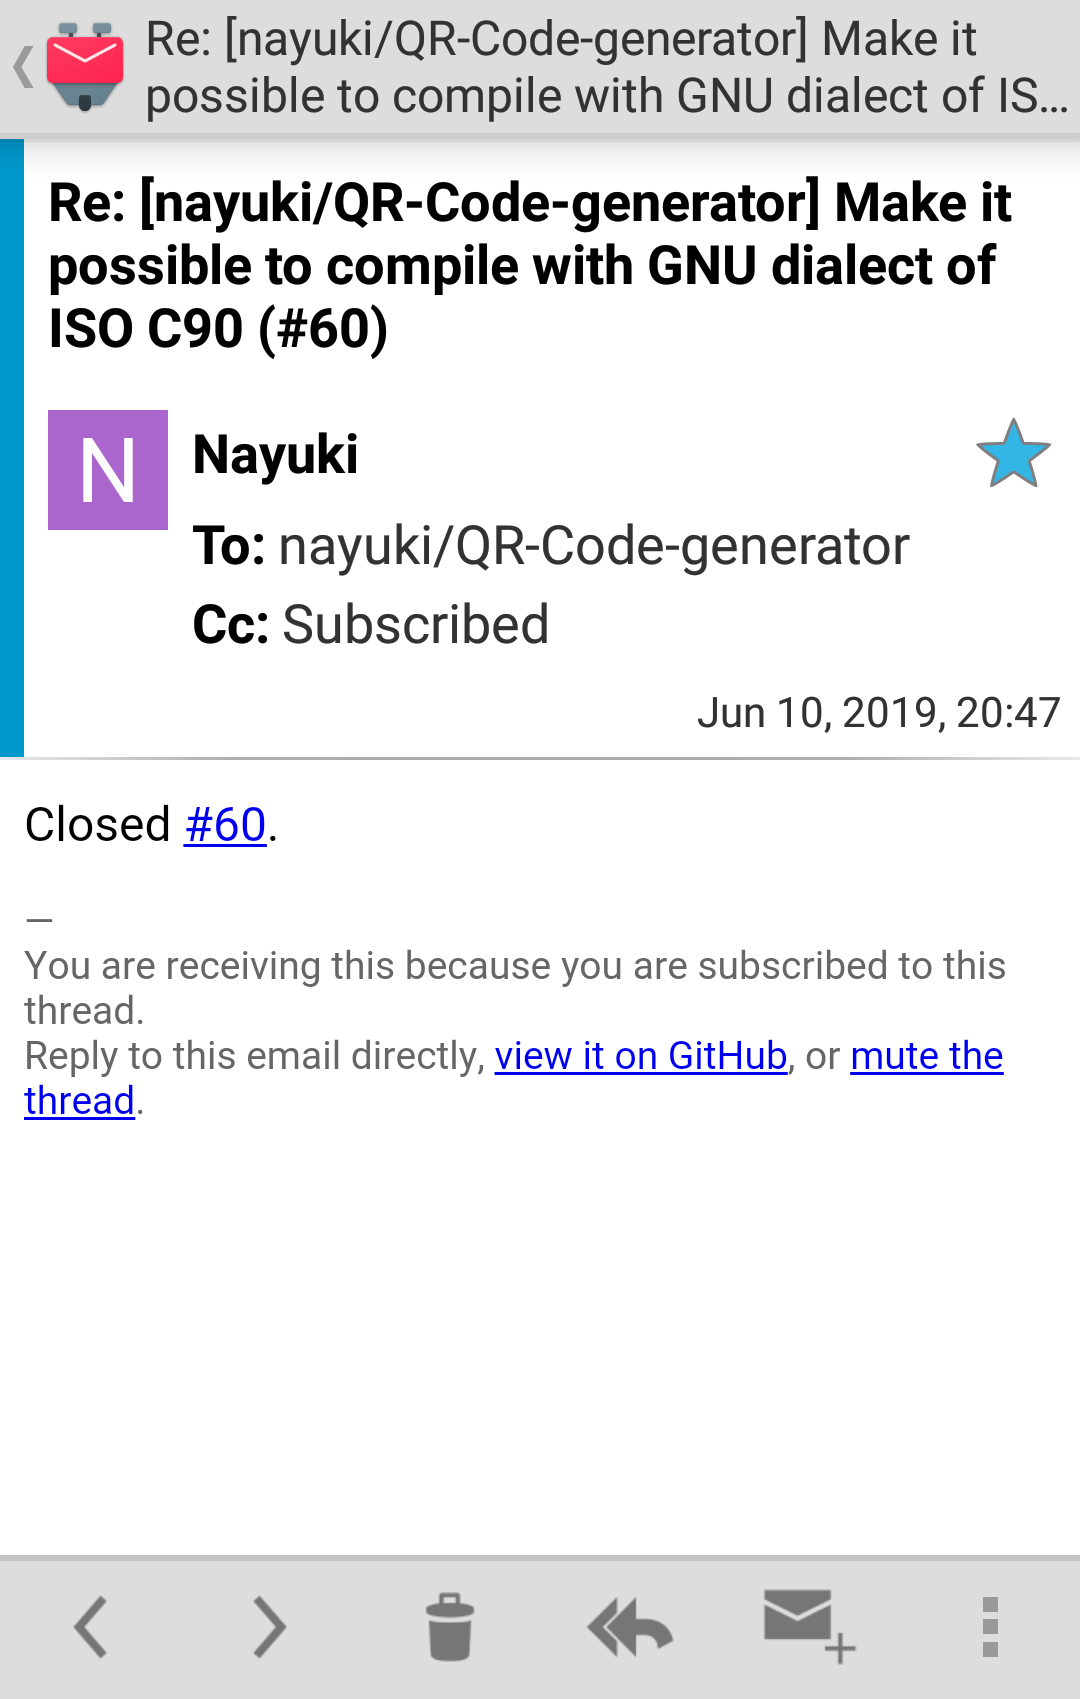 Re: [nayuki/QR-Code-generator] Make it
possible to compile with GNU dialect of IS...
Re: [nayuki/QR-Code-generator] Make it
possible to compile with GNU dialect of
ISO C90 (#60)
N
Nayuki
To: nayuki/QR-Code-generator
Cc: Subscribed
Jun 10, 2019, 20:47
Closed #60.
—
You are receiving this because you are subscribed to this
thread.
Reply to this email directly, view it on GitHub, or mute the
thread.